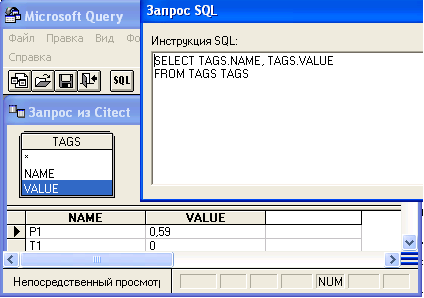 Microsoft Query
Запрос SQL
Файл Правка Вид
Справка
Инструкция SQL:
SELECT TAGS.NAME, TAGS.VALUE
FROM TAGS TAGS
SQL
Запрос из Citect
TAGS
*
NAME
VALUE
NAME VALUE
P1 0,59
T1 0
Непосредственный просмот
NUM